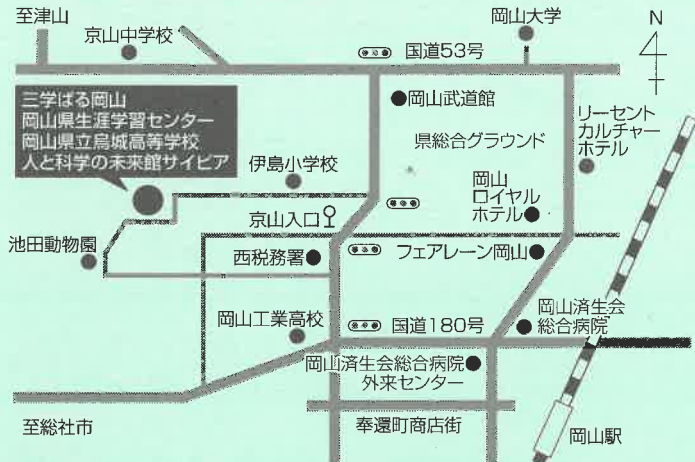 至津山
京山中学校
国道53号
岡山大学
N
三学ばる岡山
岡山県生涯学習センター
岡山県立烏城高等学校
人と科学の未来館サイピア
岡山武道館
県総合グラウンド
リーセント
カルチャー
ホテル
伊島小学校
岡山
ロイヤル
ホテル
京山入口
池田動物園
西税務署
フェアレーン岡山
岡山工業高校
国道180号
岡山済生会
総合病院
岡山済生会総合病院
外来センター
至総社市
奉還町商店街
岡山駅